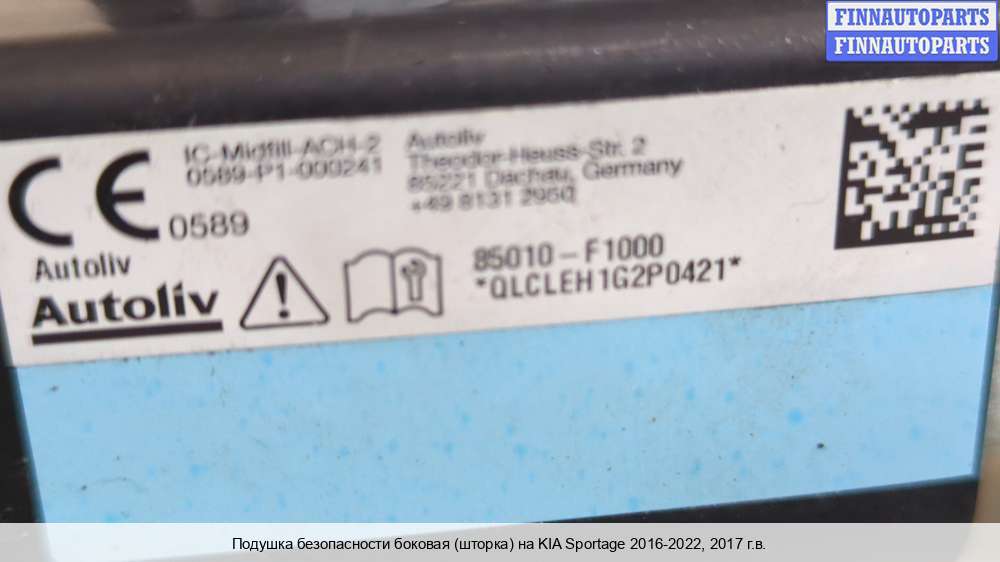 FINNAUTOPARTS
FINNAUTOPARTS
CE
0589
IC-Midfill-ACH-2
0589-P1-000241
Autoliv
Theodor-Heuss-Str. 2
85221 Dachau, Germany
+49 8131 2950
Autoliv
Autoliv
85010-F1000
*QLCLEH1G2P0421*
Подушка безопасности боковая (шторка) на KIA Sportage 2016-2022, 2017 г.в.